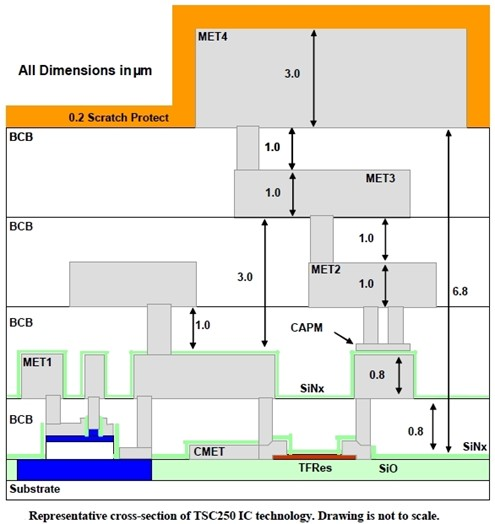 MET4
All Dimensions in µm
3.0
0.2 Scratch Protect
BCB
1.0
MET3
1.0
BCB
1.0
3.0
MET2
1.0
6.8
BCB
1.0
CAPM
MET1
0.8
SiNx
BCB
0.8
SiNx
CMET
TFRes
SiO
Substrate
Representative cross-section of TSC250 IC technology. Drawing is not to scale.